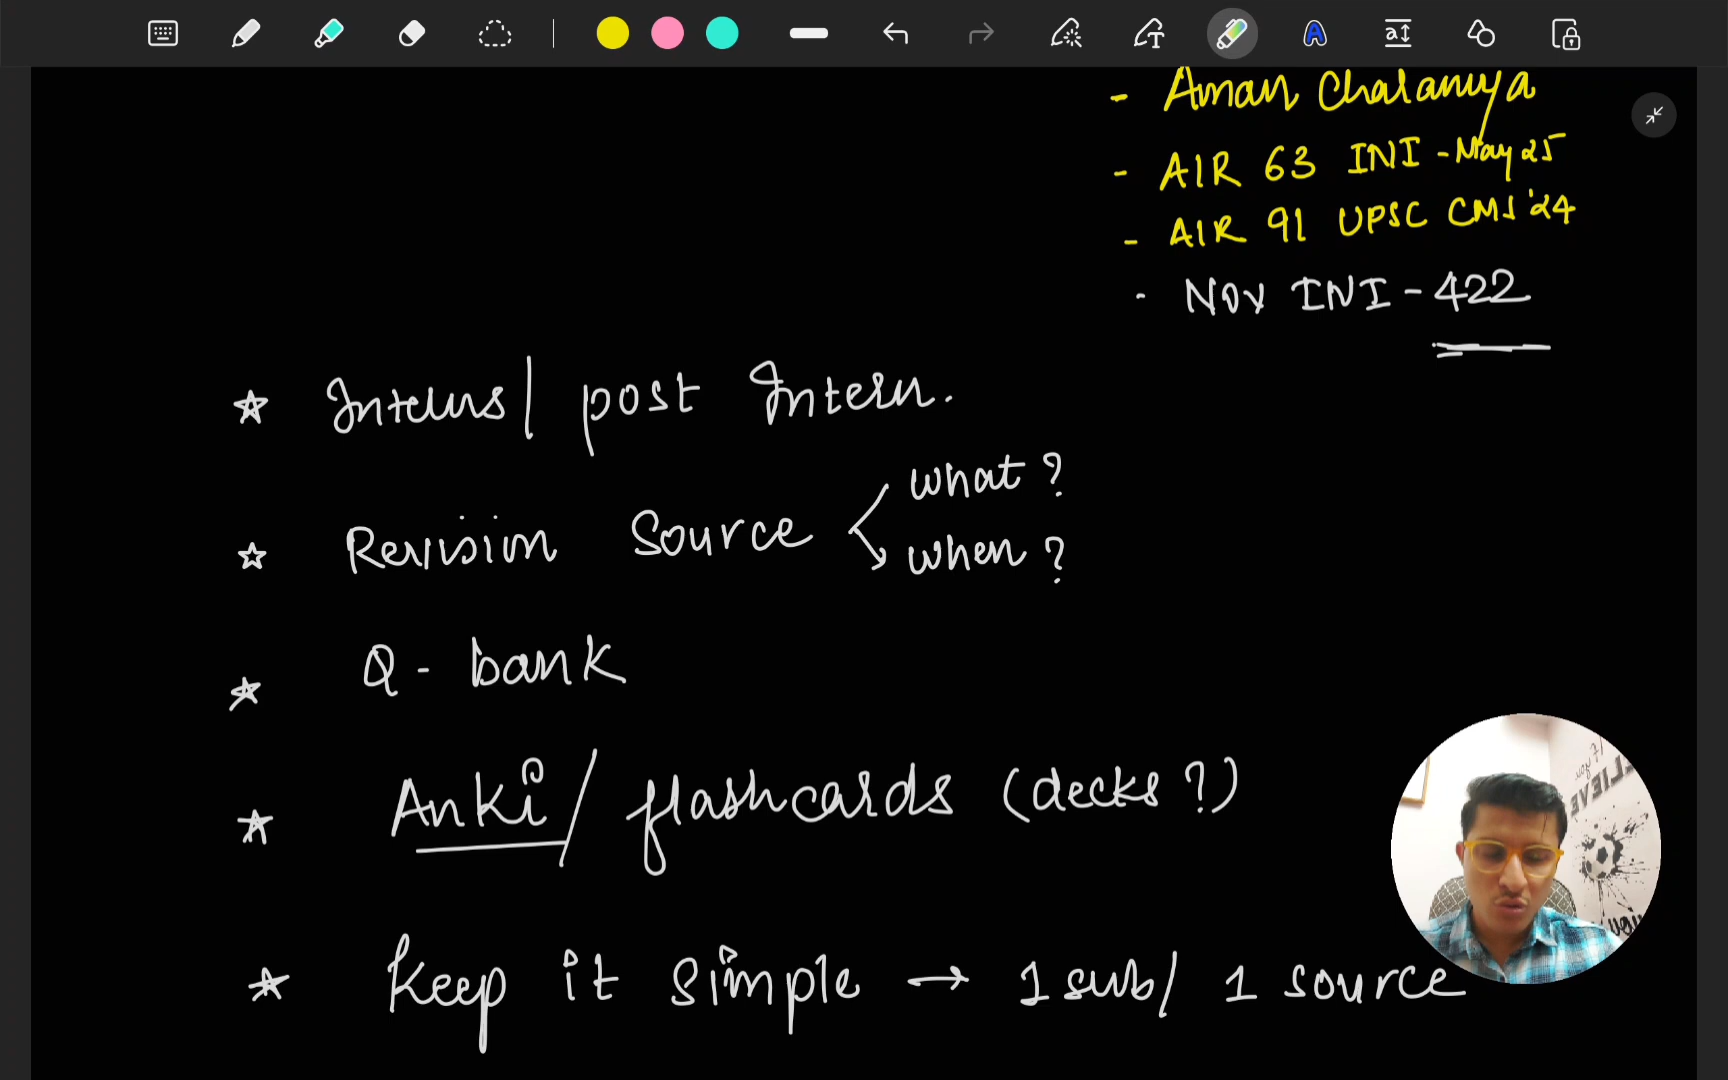 - Aman Chalaniya
- AIR 63 INI - May 25
- AIR 91 UPSC CMS '24
- Nov INI - 422
☆ Interns / post Intern.
☆ Revision Source
what ?
when ?
☆ Q - bank
☆ Anki / flashcards (decks ?)
☆ Keep it simple → 1 sub / 1 source